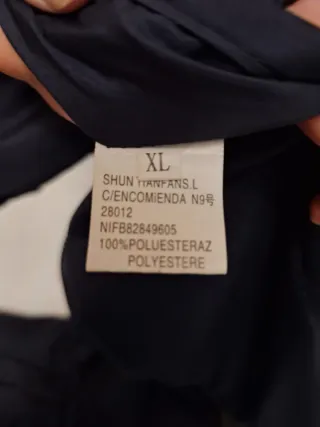 XL
SHUN TIANFANS.L
C/ENCOMiENDA N9号
28012
NIFB82849605
100%POLUESTERAZ
POLYESTERE